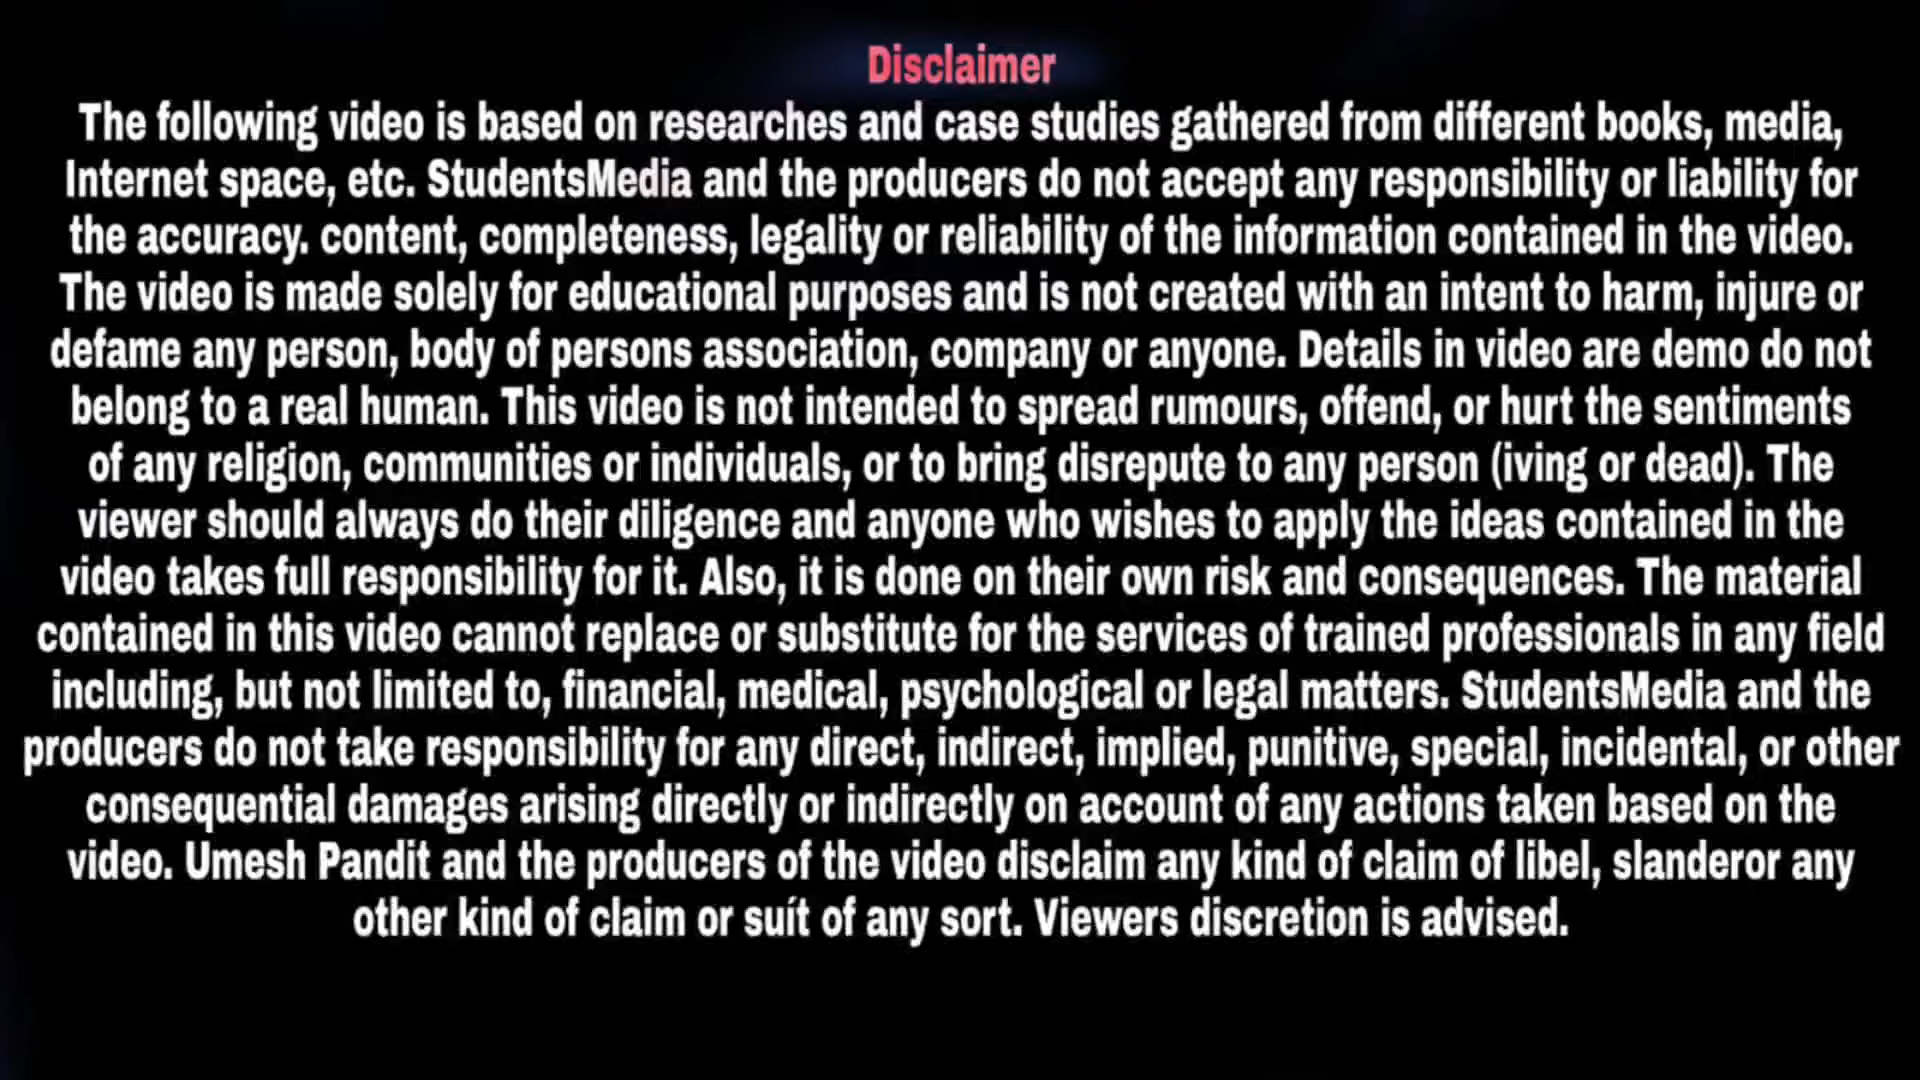 Disclaimer
The following video is based on researches and case studies gathered from different books, media,
Internet space, etc. StudentsMedia and the producers do not accept any responsibility or liability for
the accuracy. content, completeness, legality or reliability of the information contained in the video.
The video is made solely for educational purposes and is not created with an intent to harm, injure or
defame any person, body of persons association, company or anyone. Details in video are demo do not
belong to a real human. This video is not intended to spread rumours, offend, or hurt the sentiments
of any religion, communities or individuals, or to bring disrepute to any person (iving or dead). The
viewer should always do their diligence and anyone who wishes to apply the ideas contained in the
video takes full responsibility for it. Also, it is done on their own risk and consequences. The material
contained in this video cannot replace or substitute for the services of trained professionals in any field
including, but not limited to, financial, medical, psychological or legal matters. StudentsMedia and the
producers do not take responsibility for any direct, indirect, implied, punitive, special, incidental, or other
consequential damages arising directly or indirectly on account of any actions taken based on the
video. Umesh Pandit and the producers of the video disclaim any kind of claim of libel, slanderor any
other kind of claim or suít of any sort. Viewers discretion is advised.